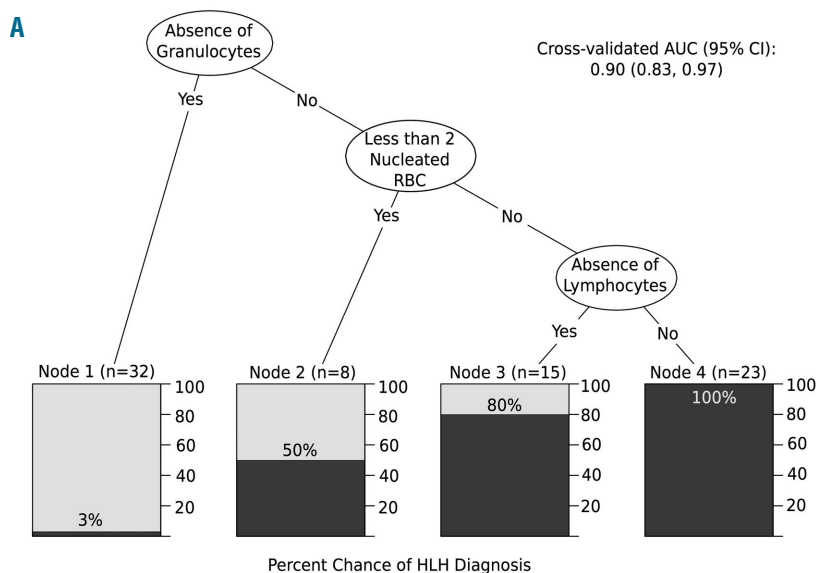 A
Absence of
Granulocytes
Cross-validated AUC (95% CI):
0.90 (0.83, 0.97)
Yes
No
Less than 2
Nucleated
RBC
Yes
No
Absence of
Lymphocytes
Yes
No
Node 1 (n=32)
100
80
60
40
20
3%
Node 2 (n=8)
100
80
60
40
20
50%
Node 3 (n=15)
100
80
60
40
20
80%
Node 4 (n=23)
100
80
60
40
20
100%
Percent Chance of HLH Diagnosis